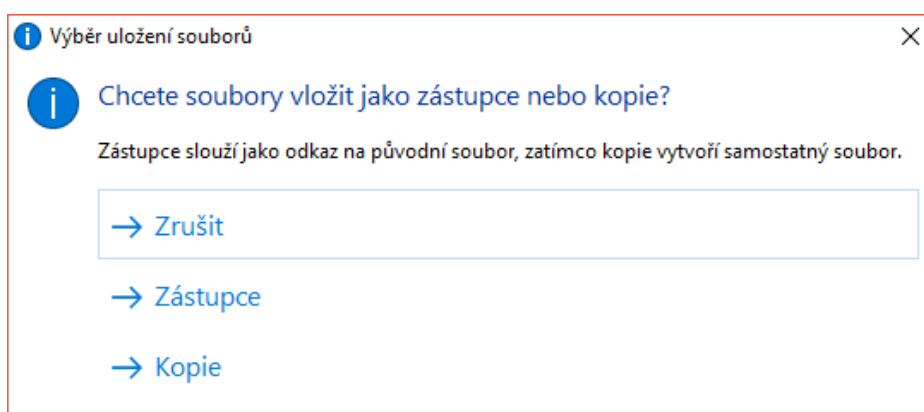 Výběr uložení souborů
Chcete soubory vložit jako zástupce nebo kopie?
Zástupce slouží jako odkaz na původní soubor, zatímco kopie vytvoří samostatný soubor.
Zrušit
Zástupce
Kopie